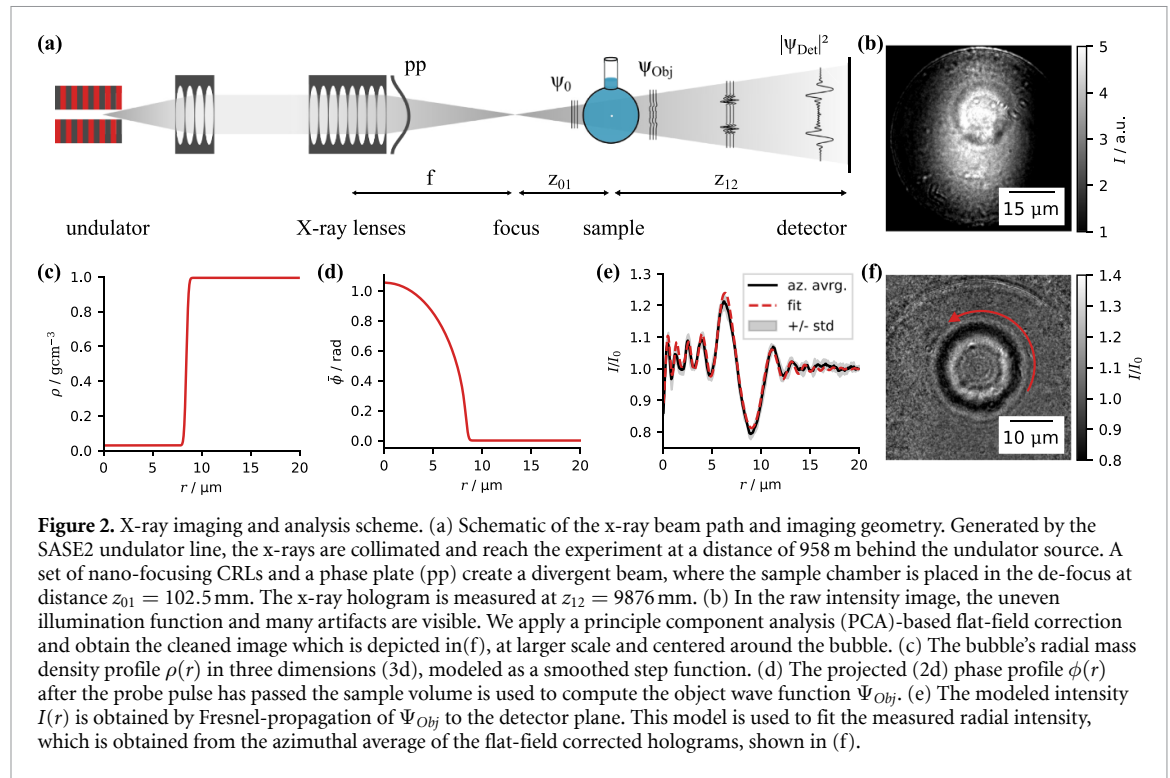 (a)
pp
Ψ₀
Ψ_Obj
|Ψ_Det|²
f
z₀₁
z₁₂
undulator
X-ray lenses
focus
sample
detector
(b)
15 µm
5
4
3
2
1
I / a.u.
(c)
1.0
0.8
0.6
0.4
0.2
0.0
ρ / gcm⁻³
0
5
10
15
20
r / µm
(d)
1.0
0.8
0.6
0.4
0.2
0.0
ϕ̄ / rad
0
5
10
15
20
r / µm
(e)
1.3
1.2
1.1
1.0
0.9
0.8
I/I₀
az. avrg.
fit
+/- std
0
5
10
15
20
r / µm
(f)
10 µm
1.4
1.3
1.2
1.1
1.0
0.9
0.8
I/I₀
Figure 2. X-ray imaging and analysis scheme. (a) Schematic of the x-ray beam path and imaging geometry. Generated by the
SASE2 undulator line, the x-rays are collimated and reach the experiment at a distance of 958 m behind the undulator source. A
set of nano-focusing CRLs and a phase plate (pp) create a divergent beam, where the sample chamber is placed in the de-focus at
distance z₀₁ = 102.5 mm. The x-ray hologram is measured at z₁₂ = 9876 mm. (b) In the raw intensity image, the uneven
illumination function and many artifacts are visible. We apply a principle component analysis (PCA)-based flat-field correction
and obtain the cleaned image which is depicted in(f), at larger scale and centered around the bubble. (c) The bubble's radial mass
density profile ρ(r) in three dimensions (3d), modeled as a smoothed step function. (d) The projected (2d) phase profile ϕ(r)
after the probe pulse has passed the sample volume is used to compute the object wave function Ψ_Obj. (e) The modeled intensity
I(r) is obtained by Fresnel-propagation of Ψ_Obj to the detector plane. This model is used to fit the measured radial intensity,
which is obtained from the azimuthal average of the flat-field corrected holograms, shown in (f).